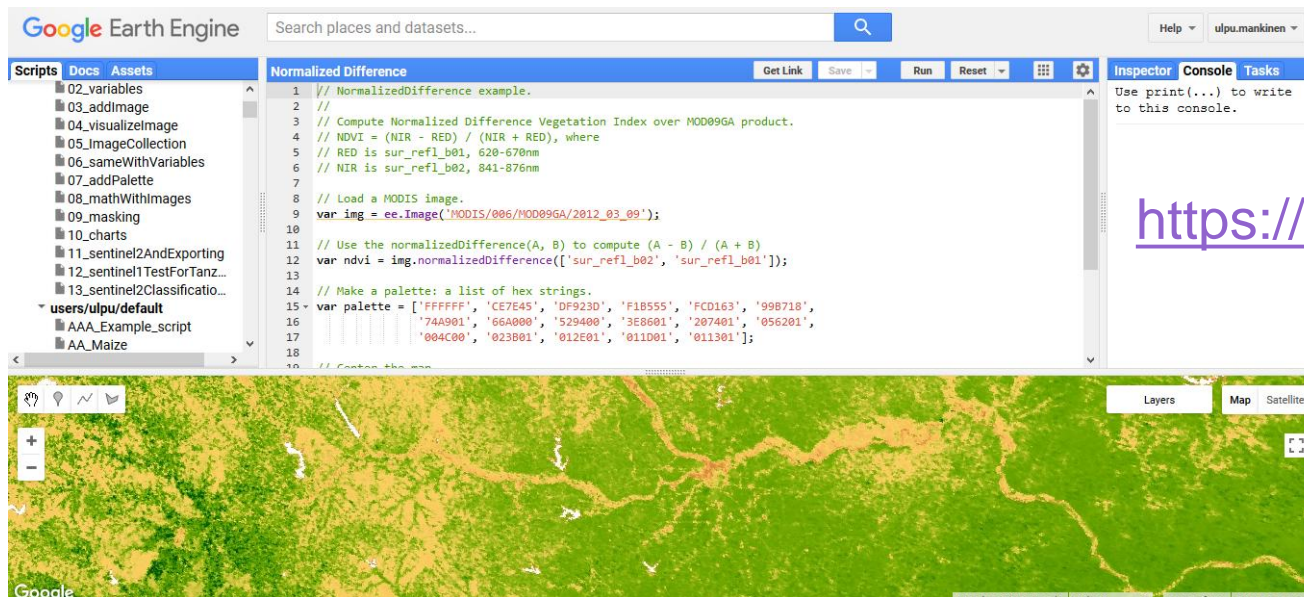 Google Earth Engine
Search places and datasets...
Help
ulpu.mankinen
Scripts Docs Assets
02_variables
03_addImage
04_visualizeImage
05_ImageCollection
06_sameWithVariables
07_addPalette
08_mathWithImages
09_masking
10_charts
11_sentinel2AndExporting
12_sentinel1TestForTanz...
13_sentinel2Classificatio...
users/ulpu/default
AAA_Example_script
AA_Maize
Normalized Difference
Get Link Save Run Reset
1 // NormalizedDifference example.
2 //
3 // Compute Normalized Difference Vegetation Index over MOD09GA product.
4 // NDVI = (NIR - RED) / (NIR + RED), where
5 // RED is sur_refl_b01, 620-670nm
6 // NIR is sur_refl_b02, 841-876nm
7
8 // Load a MODIS image.
9 var img = ee.Image('MODIS/006/MOD09GA/2012_03_09');
10
11 // Use the normalizedDifference(A, B) to compute (A - B) / (A + B)
12 var ndvi = img.normalizedDifference(['sur_refl_b02', 'sur_refl_b01']);
13
14 // Make a palette: a list of hex strings.
15 var palette = ['FFFFFF', 'CE7E45', 'DF923D', 'F1B555', 'FCD163', '99B718',
16 '74A901', '66A000', '529400', '3E8601', '207401', '056201',
17 '004C00', '023B01', '012E01', '011D01', '011301'];
18
19 // Center the map
Inspector Console Tasks
Use print(...) to write
to this console.
https://
Layers
Map Satellite
Google